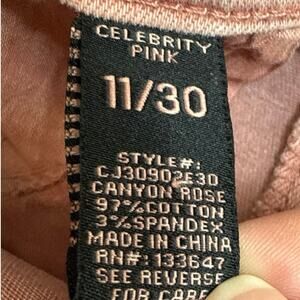 CELEBRITY
PINK
11/30
STYLE#:
CJ30902E30
CANYON ROSE
97%COTTON
3%SPANDEX
MADE IN CHINA
RN#: 133647
SEE REVERSE
FOR CARE